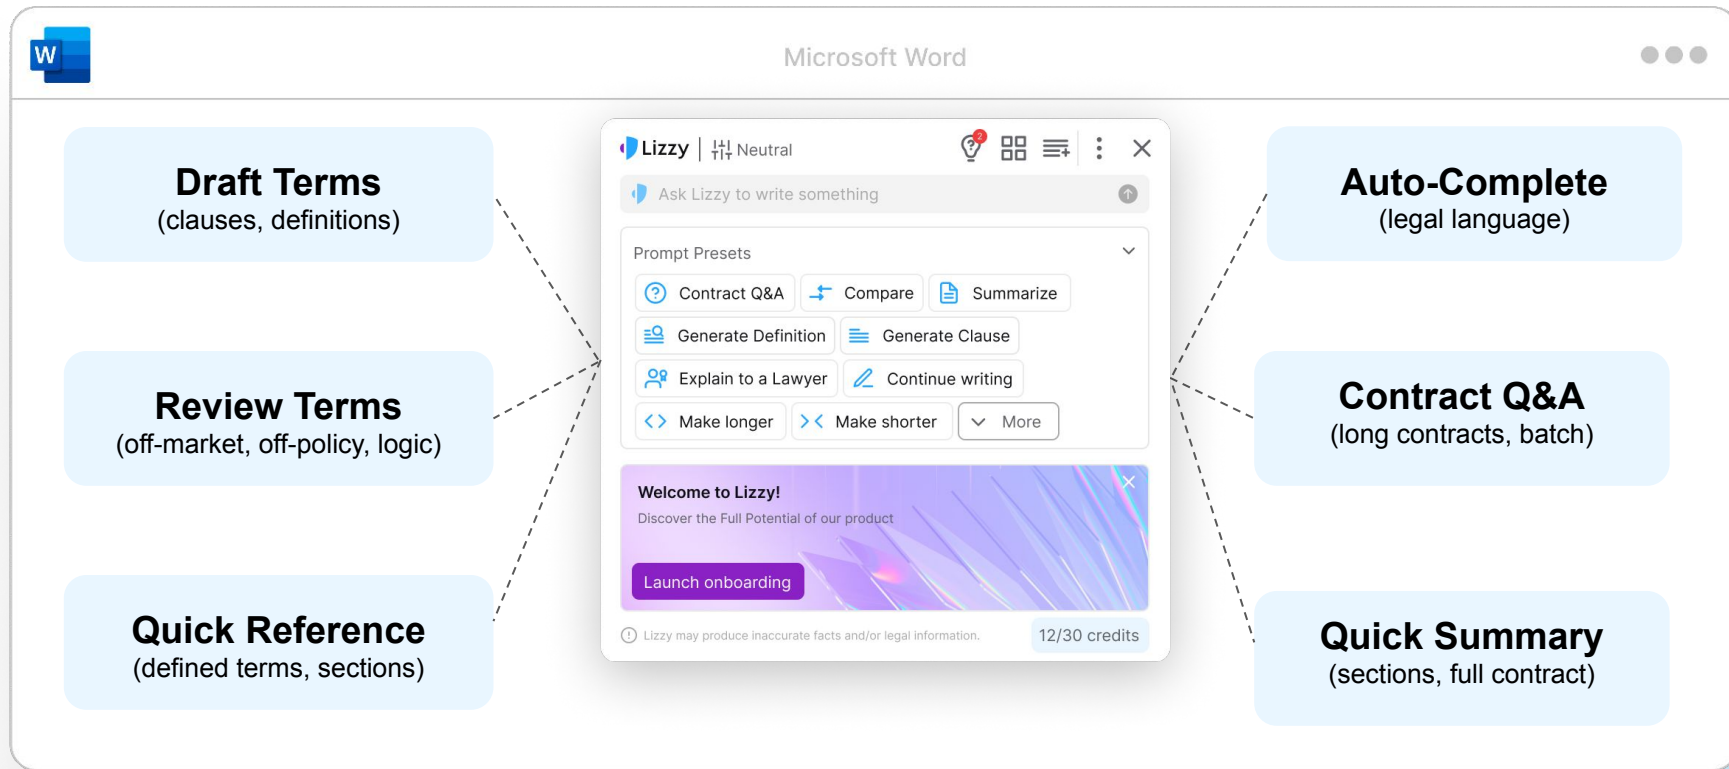 W
Microsoft Word
Draft Terms
(clauses, definitions)
Review Terms
(off-market, off-policy, logic)
Quick Reference
(defined terms, sections)
Lizzy | Neutral
2
Ask Lizzy to write something
Prompt Presets
Contract Q&A
Compare
Summarize
Generate Definition
Generate Clause
Explain to a Lawyer
Continue writing
Make longer
Make shorter
More
Welcome to Lizzy!
Discover the Full Potential of our product
Launch onboarding
Lizzy may produce inaccurate facts and/or legal information.
12/30 credits
Auto-Complete
(legal language)
Contract Q&A
(long contracts, batch)
Quick Summary
(sections, full contract)